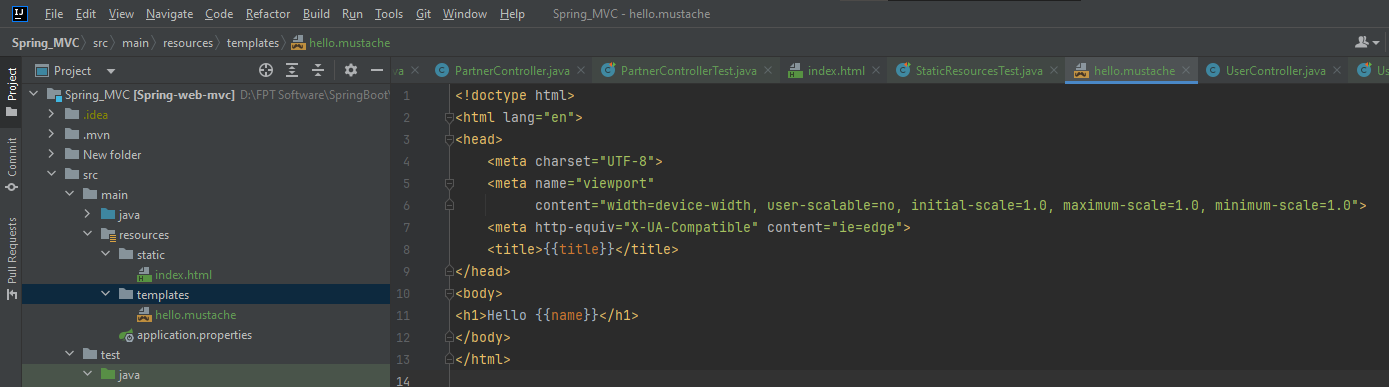 IJ File Edit View Navigate Code Refactor Build Run Tools Git Window Help Spring_MVC - hello.mustache
Spring_MVC src main resources templates hello.mustache
Project
Commit
Pull Requests
Project
Spring_MVC [Spring-web-mvc] D:\FPT Software\SpringBoot\
.idea
.mvn
New folder
src
main
java
resources
static
index.html
templates
hello.mustache
application.properties
test
java
va PartnerController.java PartnerControllerTest.java index.html StaticResourcesTest.java hello.mustache UserController.java Us
1 <!doctype html>
2 <html lang="en">
3 <head>
4 <meta charset="UTF-8">
5 <meta name="viewport"
6 content="width=device-width, user-scalable=no, initial-scale=1.0, maximum-scale=1.0, minimum-scale=1.0">
7 <meta http-equiv="X-UA-Compatible" content="ie=edge">
8 <title>{{title}}</title>
9 </head>
10 <body>
11 <h1>Hello {{name}}</h1>
12 </body>
13 </html>
14